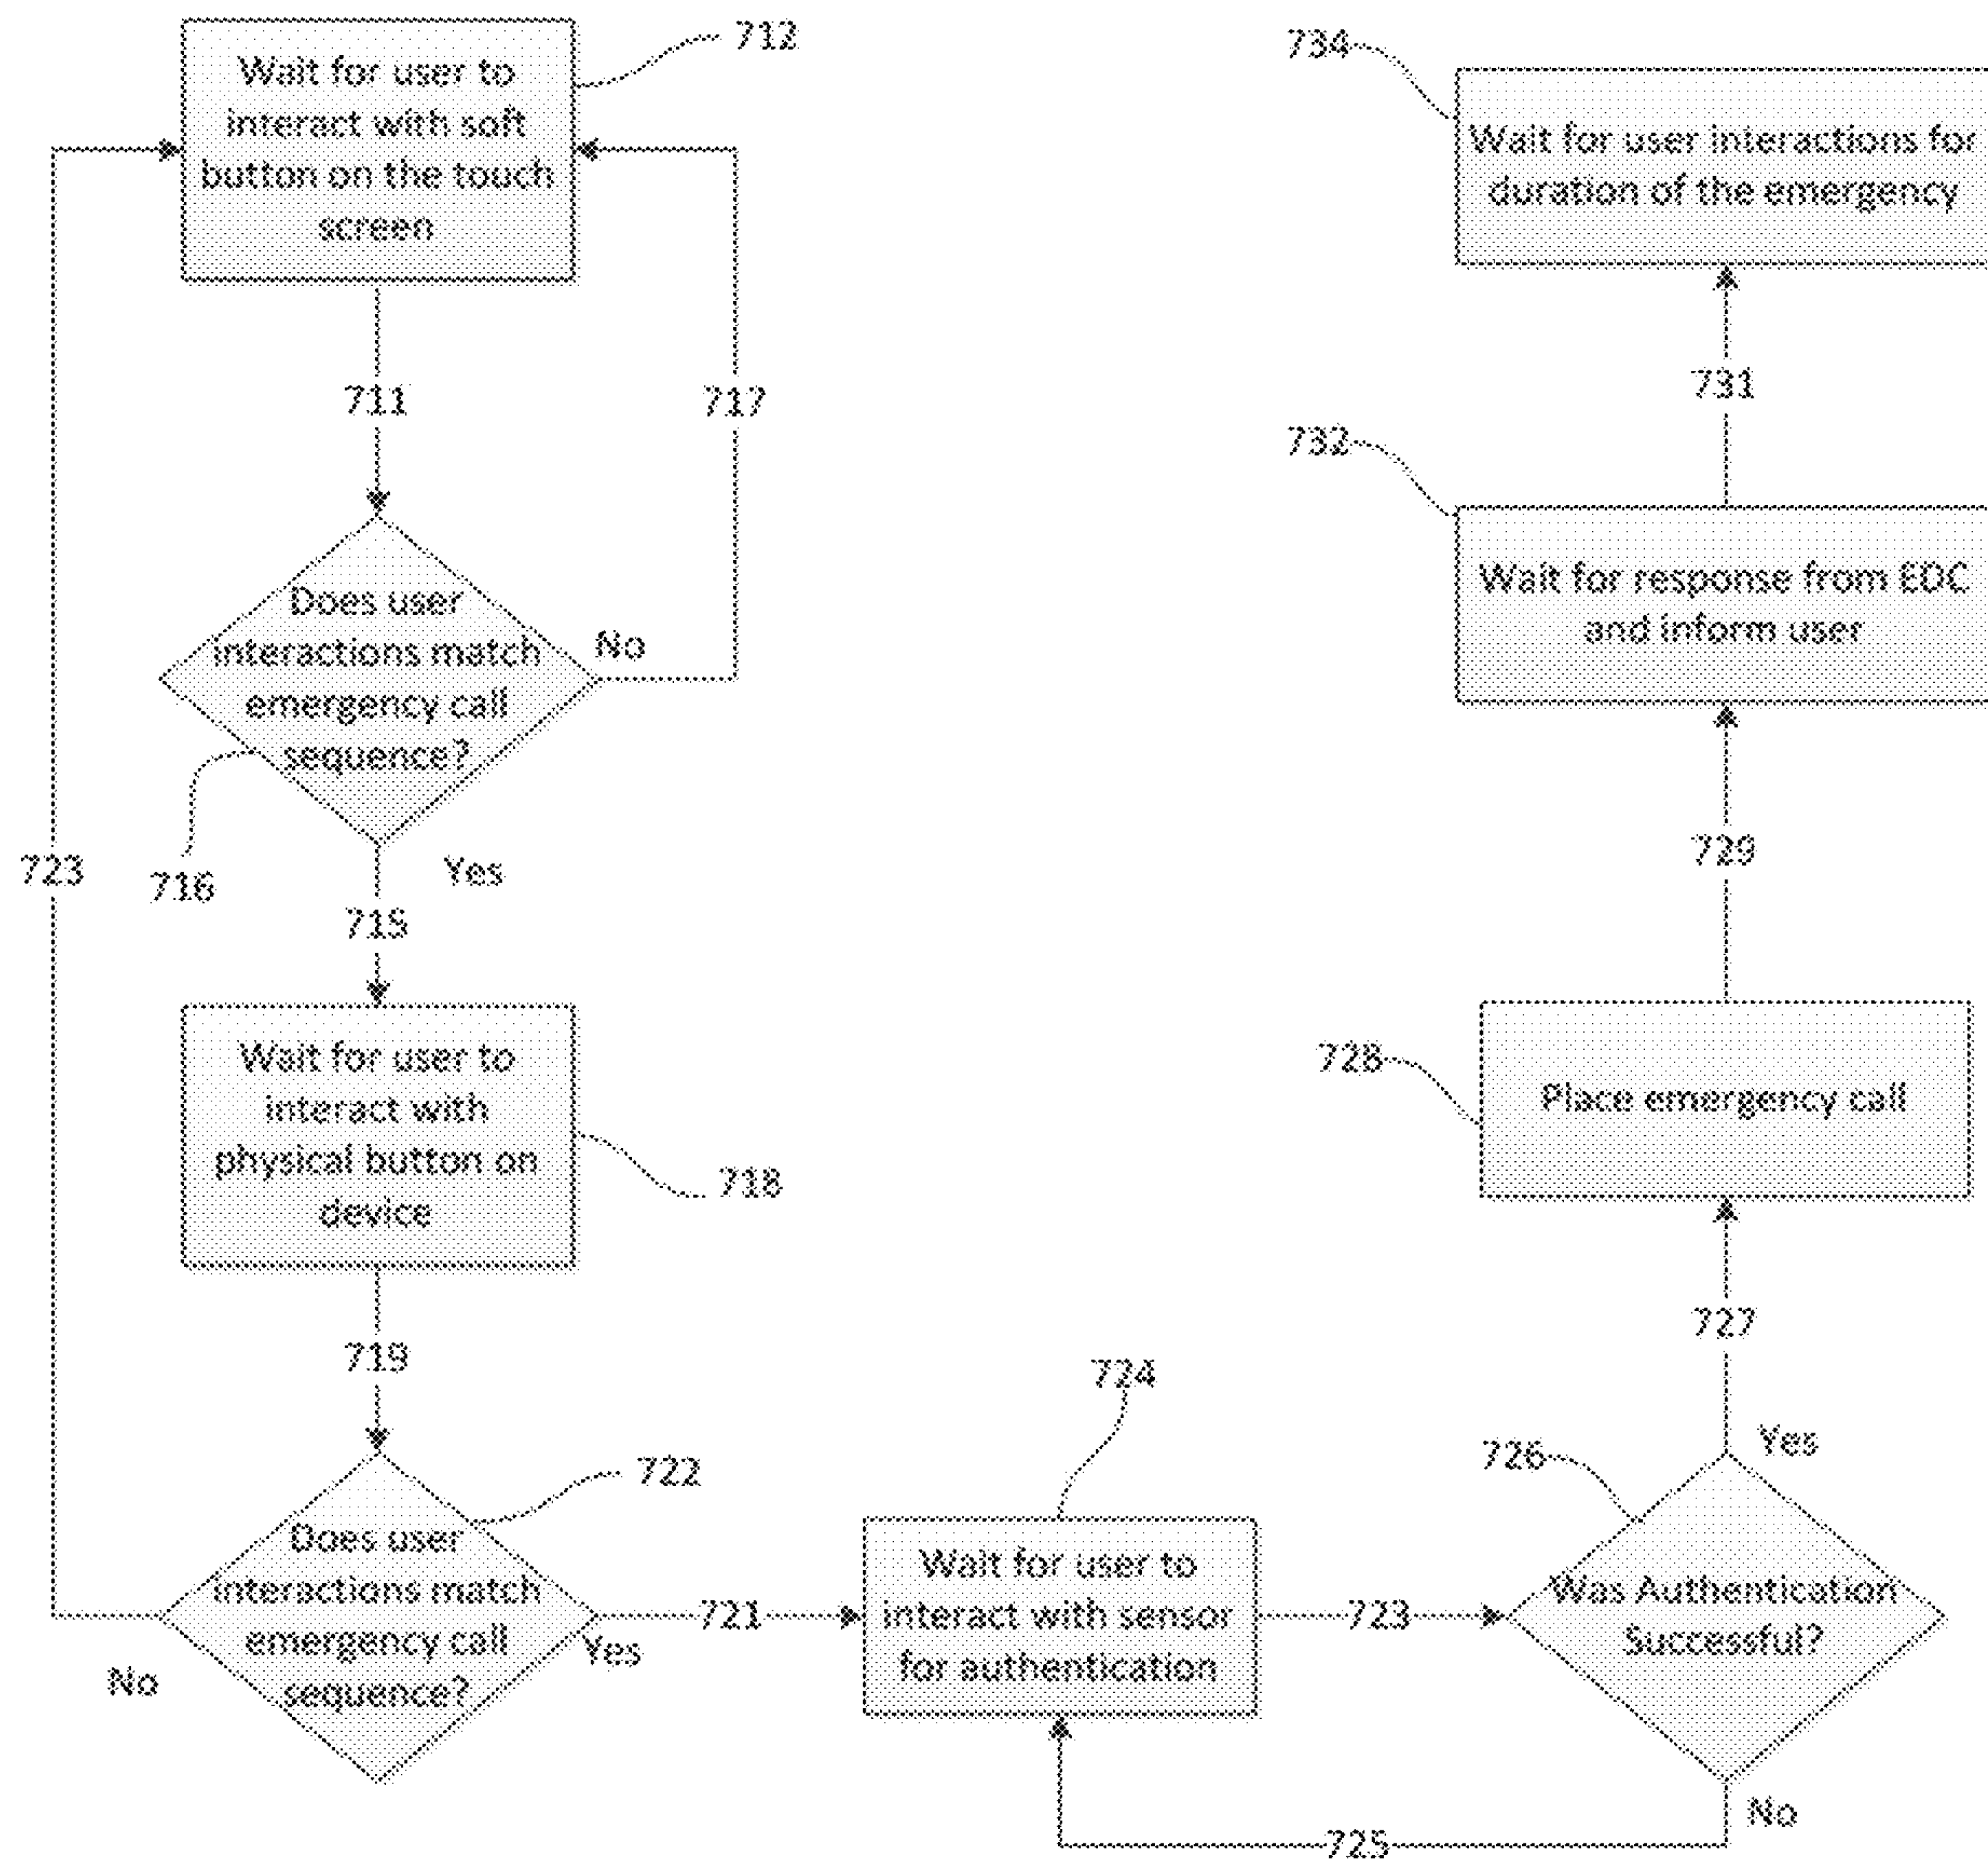 712
Wait for user to
interact with soft
button on the touch
screen
711
717
Does user
interactions match
emergency call
sequence?
No
716
Yes
723
715
Wait for user to
interact with
physical button on
device
718
719
722
Does user
interactions match
emergency call
sequence?
No
Yes
721
724
Wait for user to
interact with sensor
for authentication
723
726
Was Authentication
Successful?
No
725
Yes
727
728
Place emergency call
729
732
Wait for response from EDC
and inform user
731
734
Wait for user interactions for
duration of the emergency